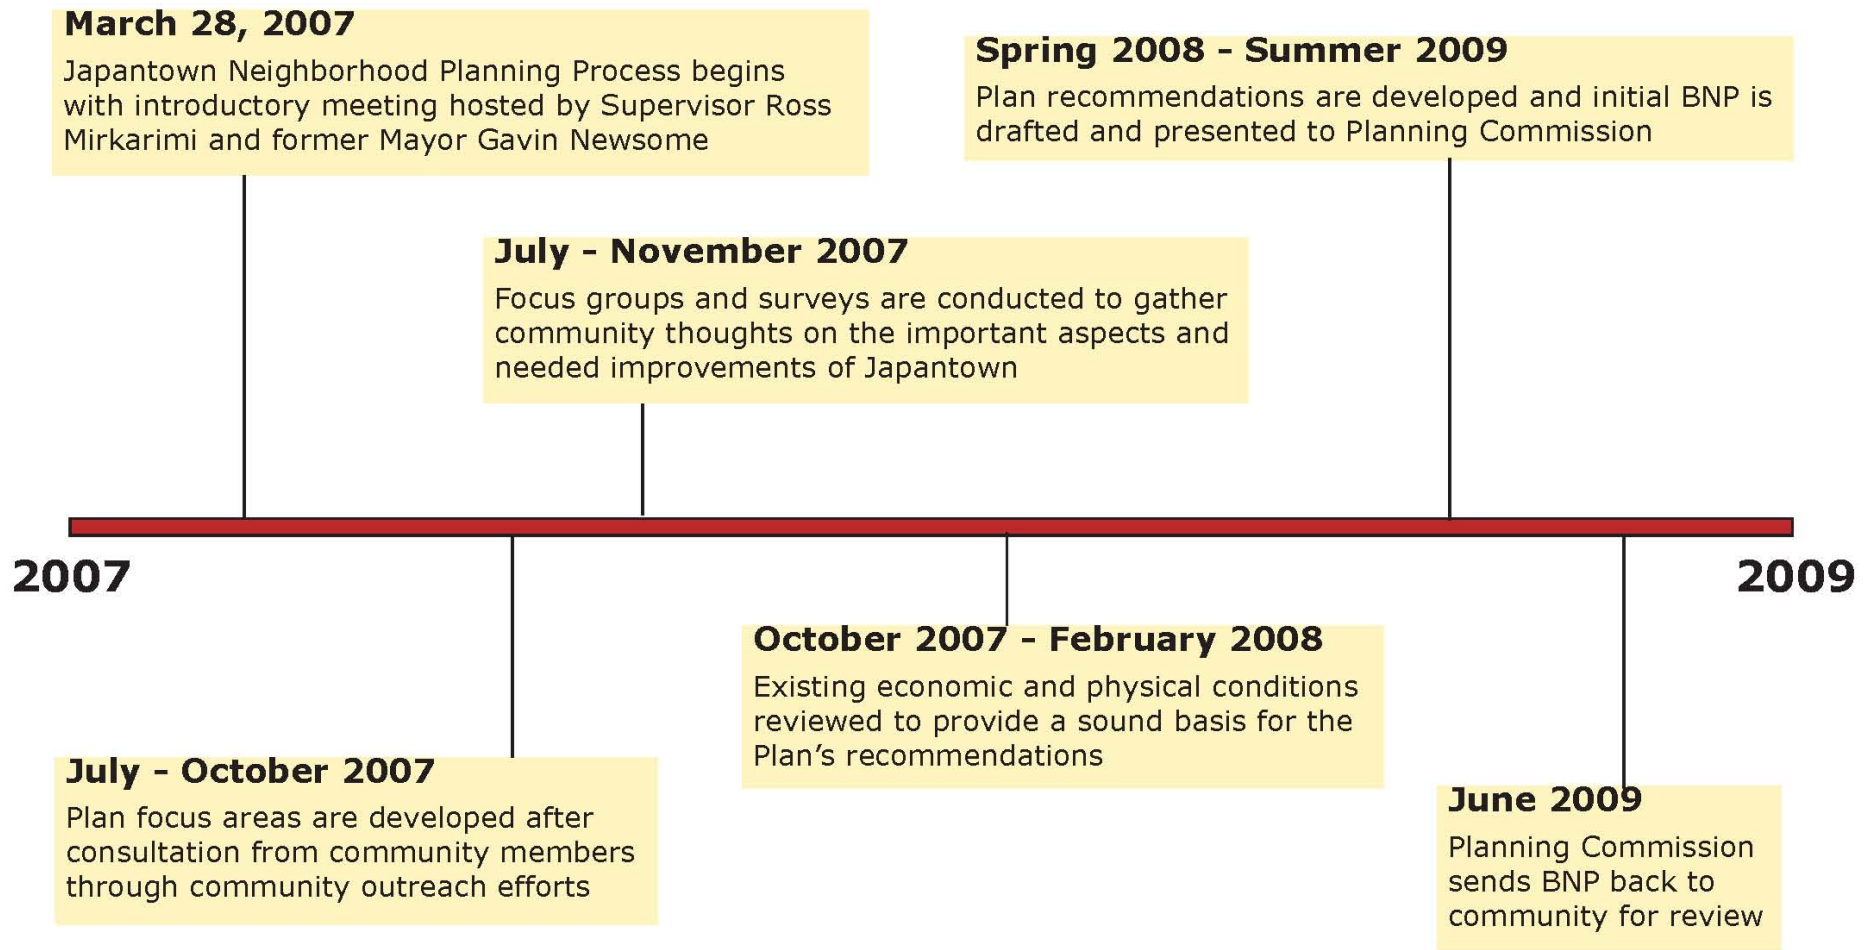 March 28, 2007
Japantown Neighborhood Planning Process begins
with introductory meeting hosted by Supervisor Ross
Mirkarimi and former Mayor Gavin Newsome
Spring 2008 - Summer 2009
Plan recommendations are developed and initial BNP is
drafted and presented to Planning Commission
July - November 2007
Focus groups and surveys are conducted to gather
community thoughts on the important aspects and
needed improvements of Japantown
2007
2009
October 2007 - February 2008
Existing economic and physical conditions
reviewed to provide a sound basis for the
Plan’s recommendations
July - October 2007
Plan focus areas are developed after
consultation from community members
through community outreach efforts
June 2009
Planning Commission
sends BNP back to
community for review